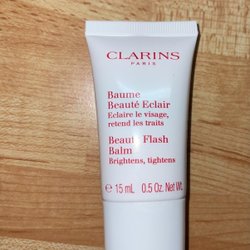 CLARINS
PARIS
Baume
Beauté Eclair
Eclaire le visage,
retend les traits
Beauty Flash
Balm
Brightens, tightens
℮ 15 mL 0.5 Oz. Net Wt.